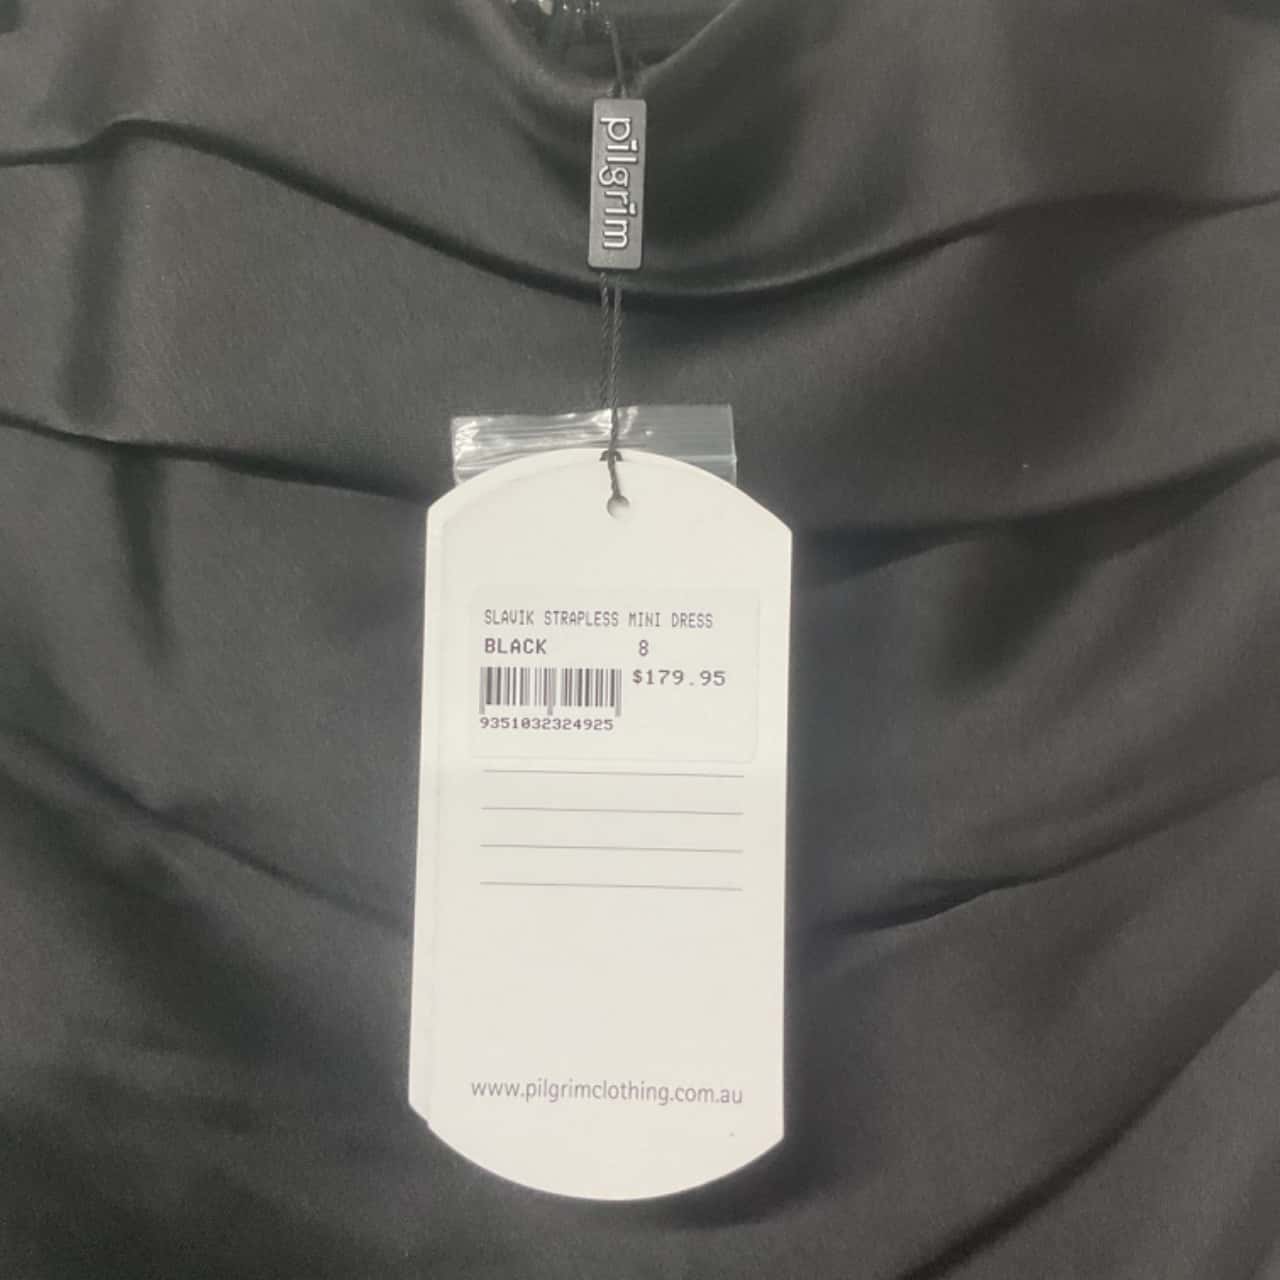 pilgrim
SLAVIK STRAPLESS MINI DRESS
BLACK 8
$179.95
9351032324925
www.pilgrimclothing.com.au